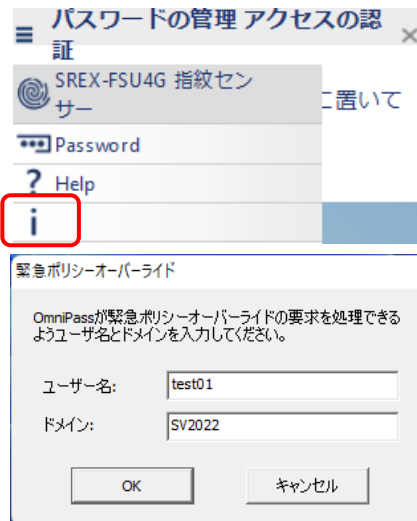 パスワードの管理 アクセスの認
証
SREX-FSU4G 指紋セン
サー
に置いて
Password
Help
緊急ポリシーオーバーライド
OmniPassが緊急ポリシーオーバーライドの要求を処理できる
ようユーザ名とドメインを入力してください。
ユーザー名: test01
ドメイン: SV2022
OK キャンセル